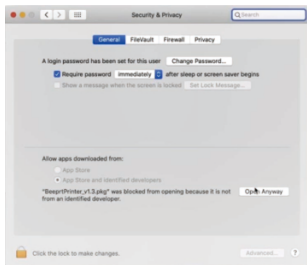 Security & Privacy
Search
General FileVault Firewall Privacy
A login password has been set for this user Change Password...
Require password immediately after sleep or screen saver begins
Show a message when the screen is locked Set Lock Message...
Allow apps downloaded from:
App Store
App Store and identified developers
"BeeprtPrinter_v1.3.pkg" was blocked from opening because it is not Open Anyway
from an identified developer.
Click the lock to make changes. Advanced... ?